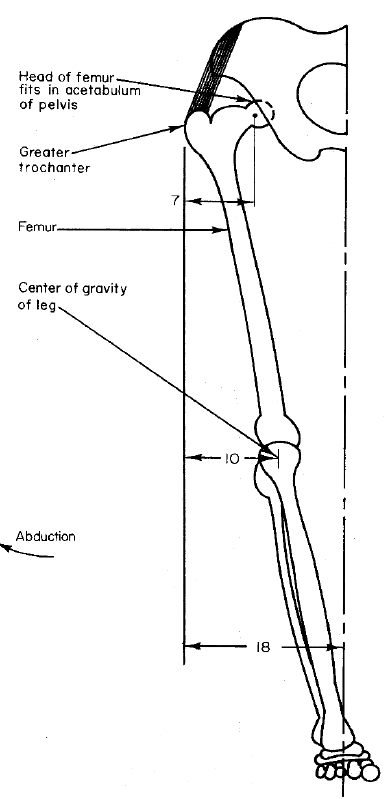 Head of femur
fits in acetabulum
of pelvis
Greater
trochanter
7
Femur
Center of gravity
of leg
10
Abduction
18